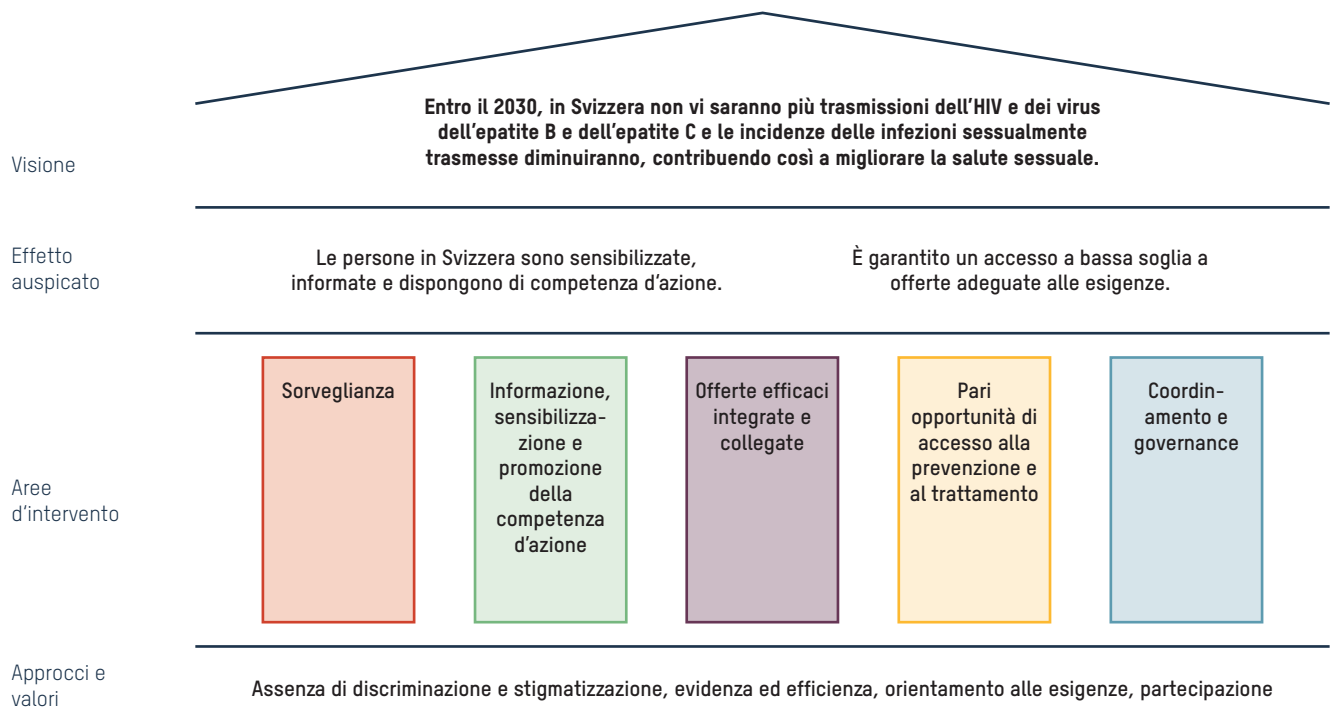 Entro il 2030, in Svizzera non vi saranno più trasmissioni dell'HIV e dei virus
dell'epatite B e dell'epatite C e le incidenze delle infezioni sessualmente
trasmesse diminuiranno, contribuendo così a migliorare la salute sessuale.
Visione
Effetto
auspicato
Le persone in Svizzera sono sensibilizzate,
informate e dispongono di competenza d'azione.
È garantito un accesso a bassa soglia a
offerte adeguate alle esigenze.
Aree
d'intervento
Sorveglianza
Informazione,
sensibilizza-
zione e
promozione
della
competenza
d'azione
Offerte efficaci
integrate e
collegate
Pari
opportunità di
accesso alla
prevenzione e
al trattamento
Coordin-
amento e
governance
Approcci e
valori
Assenza di discriminazione e stigmatizzazione, evidenza ed efficienza, orientamento alle esigenze, partecipazione